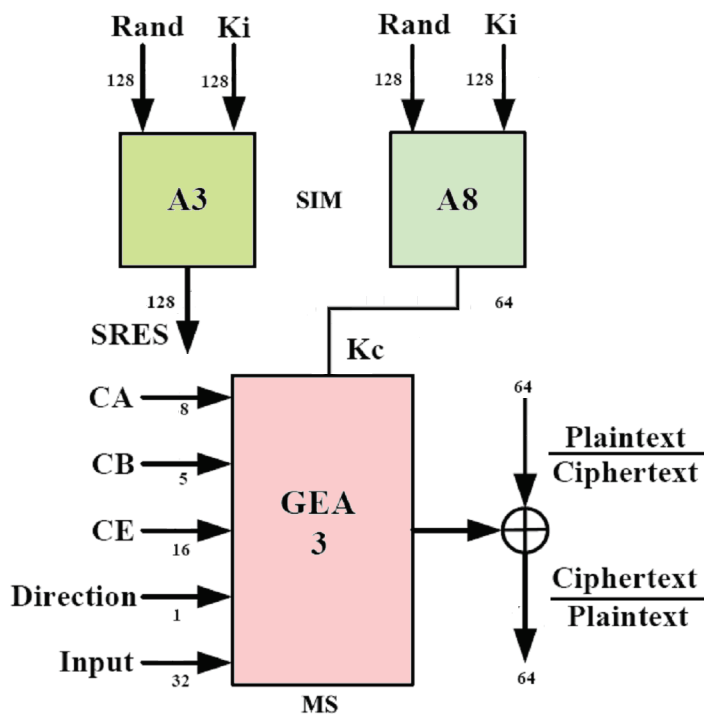 Rand Ki Rand Ki
128 128 128 128
A3 SIM A8
128 64
SRES
Kc
CA 8
CB 5
CE 16
Direction 1
Input 32
GEA
3
MS
64
Plaintext
Ciphertext
Ciphertext
Plaintext
64